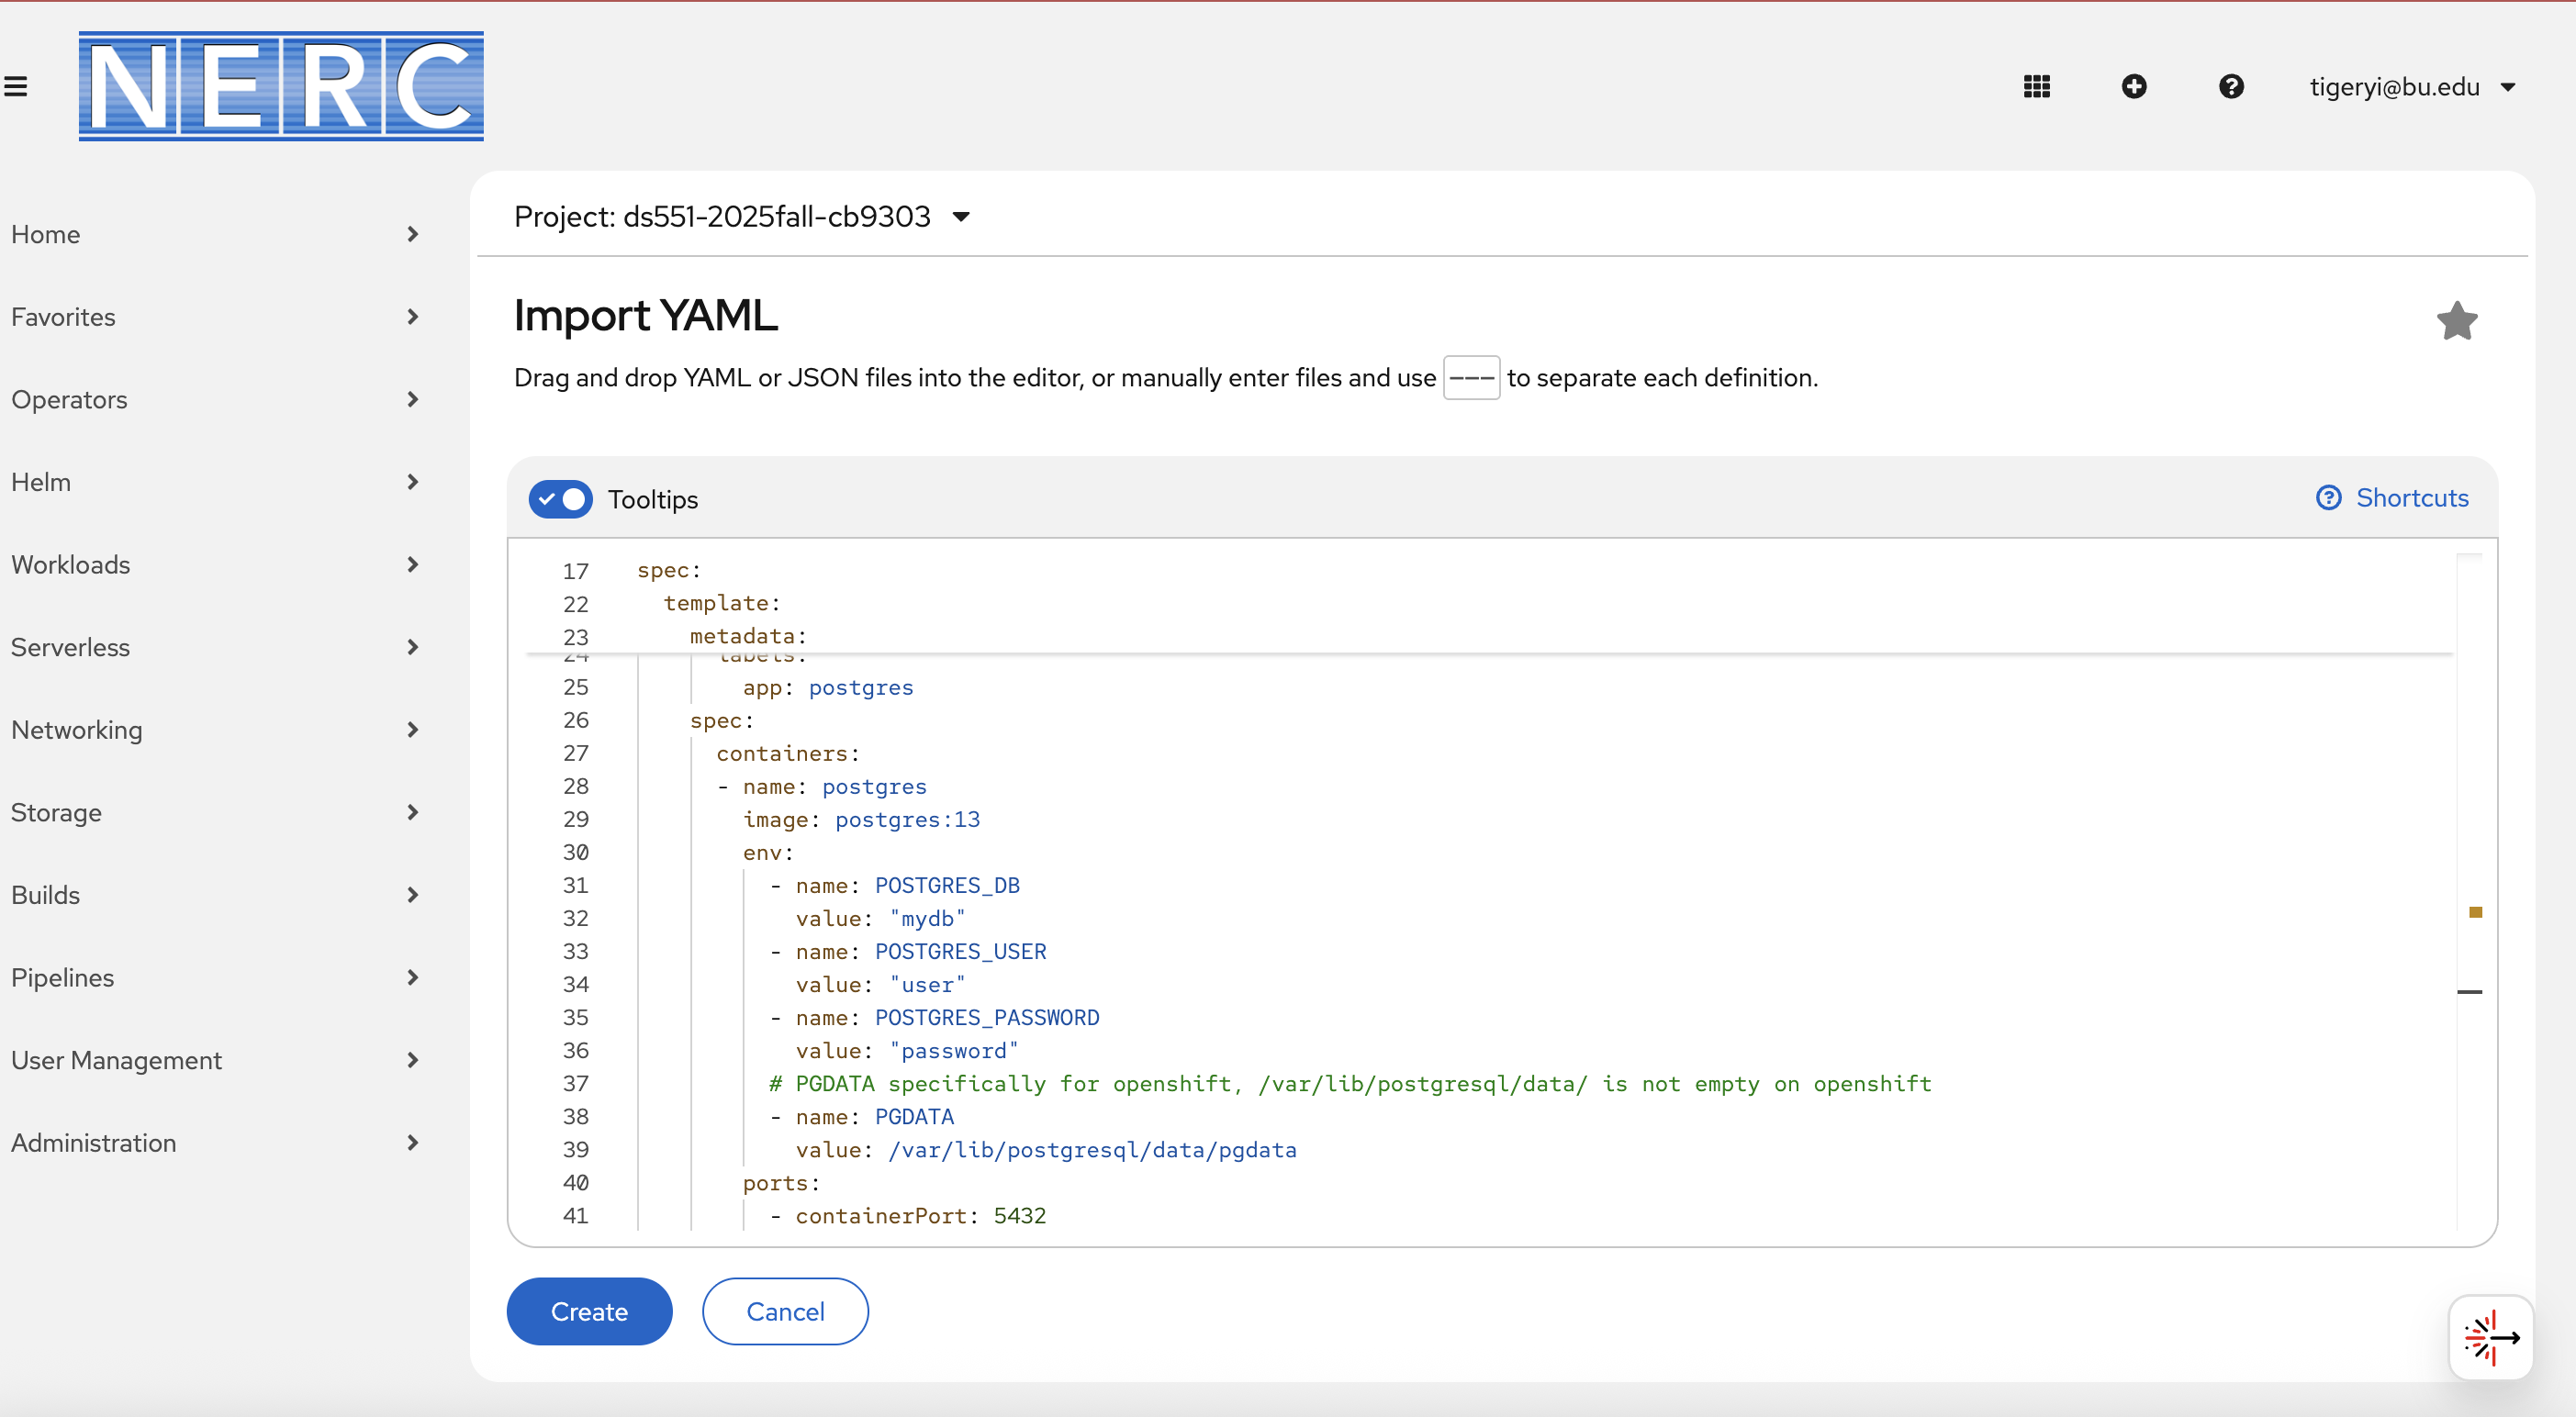 NERC
tigeryi@bu.edu
Home
Favorites
Operators
Helm
Workloads
Serverless
Networking
Storage
Builds
Pipelines
User Management
Administration
Project: ds551-2025fall-cb9303
Import YAML
Drag and drop YAML or JSON files into the editor, or manually enter files and use --- to separate each definition.
Tooltips
Shortcuts
17 spec:
22 template:
23 metadata:
24 labels:
25 app: postgres
26 spec:
27 containers:
28 - name: postgres
29 image: postgres:13
30 env:
31 - name: POSTGRES_DB
32 value: "mydb"
33 - name: POSTGRES_USER
34 value: "user"
35 - name: POSTGRES_PASSWORD
36 value: "password"
37 # PGDATA specifically for openshift, /var/lib/postgresql/data/ is not empty on openshift
38 - name: PGDATA
39 value: /var/lib/postgresql/data/pgdata
40 ports:
41 - containerPort: 5432
Create
Cancel